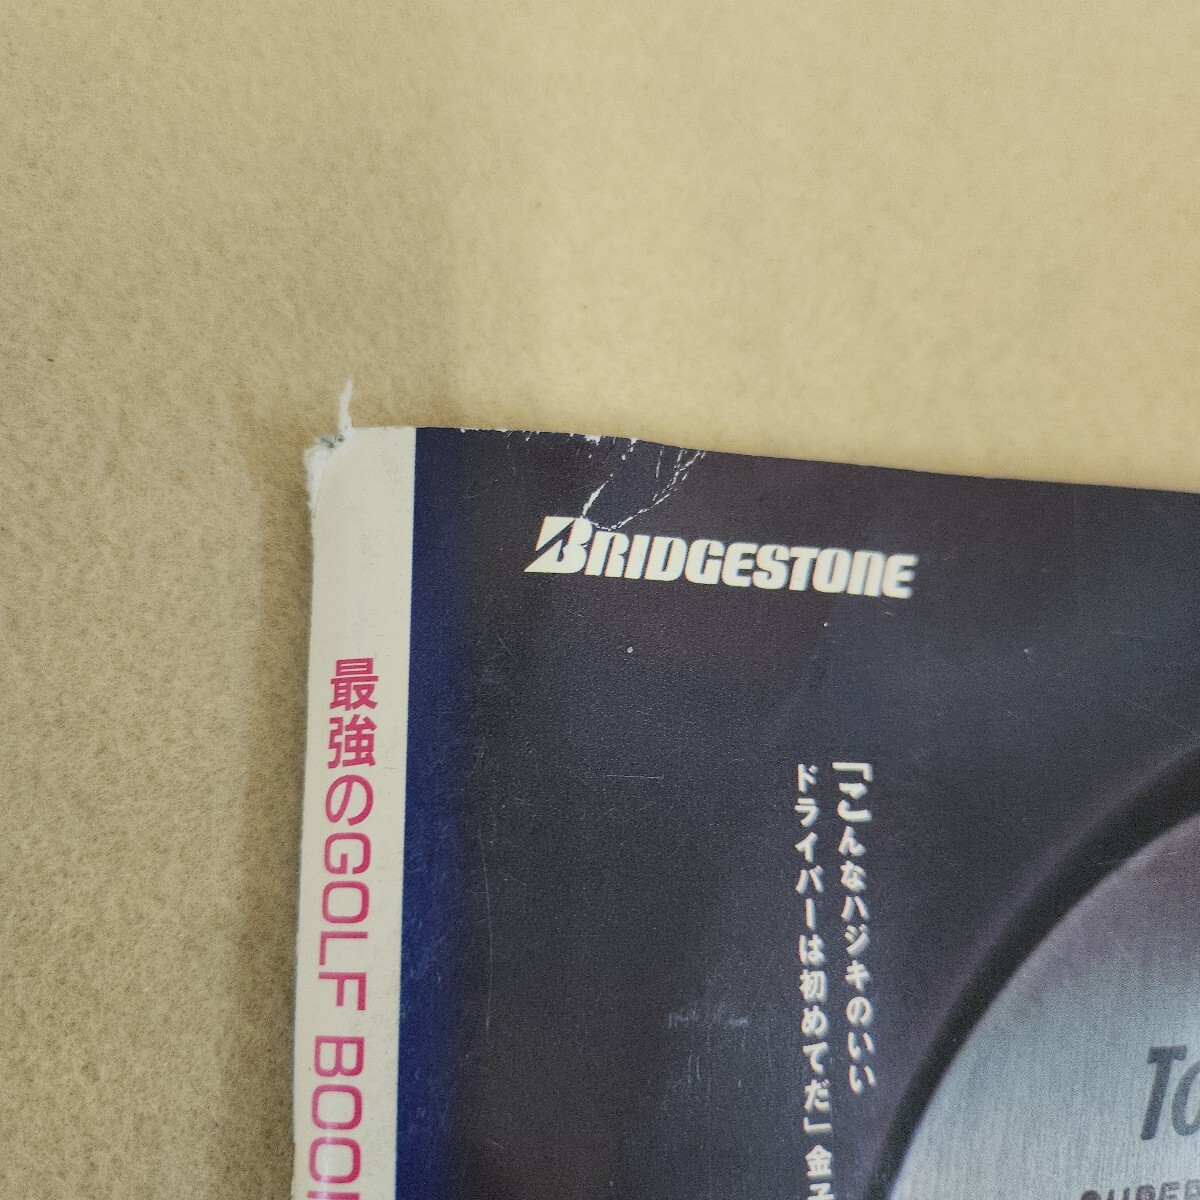 BRIDGESTONE
最強のGOLF BOO
「こんなハジキのいい
ドライバーは初めてだ」金子
To
SUPER